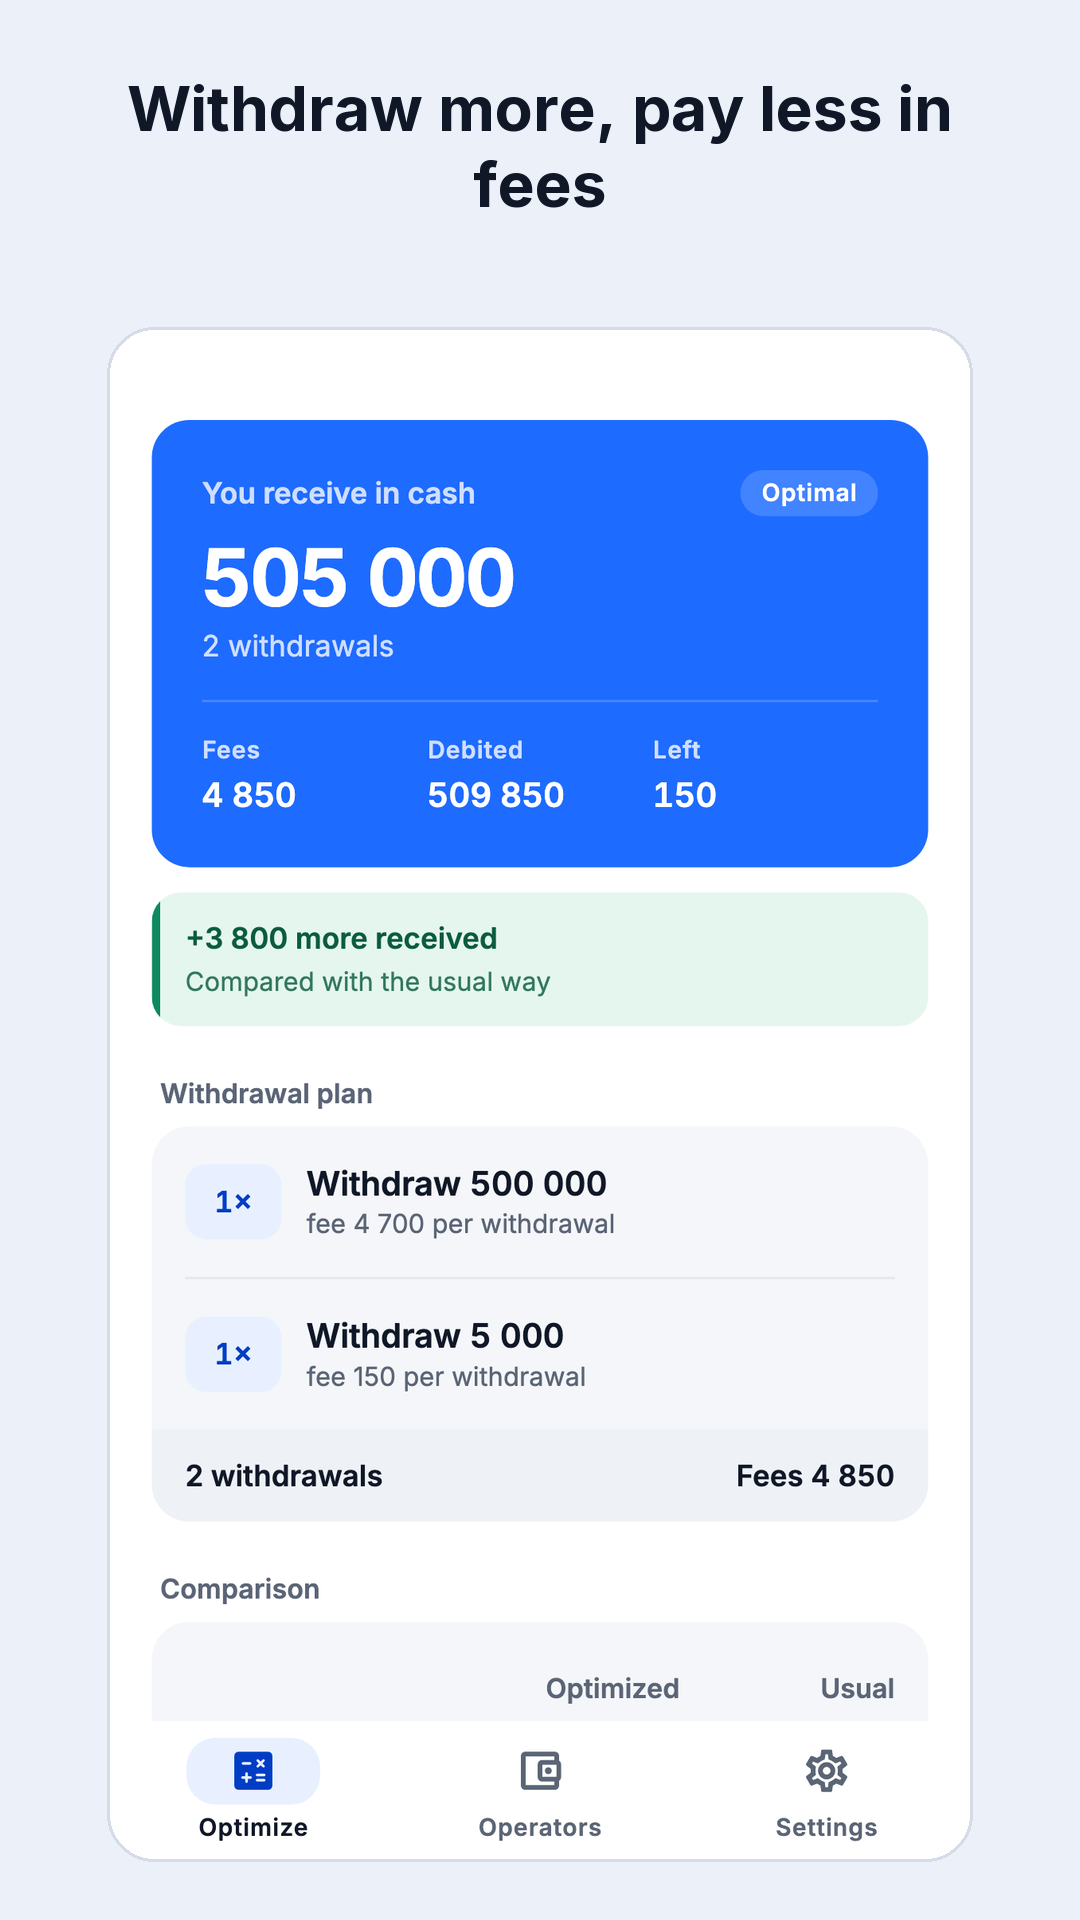 Withdraw more, pay less in
fees
You receive in cash
Optimal
505 000
2 withdrawals
Fees
Debited
Left
4 850
509 850
150
+3 800 more received
Compared with the usual way
Withdrawal plan
1×
Withdraw 500 000
fee 4 700 per withdrawal
1×
Withdraw 5 000
fee 150 per withdrawal
2 withdrawals
Fees 4 850
Comparison
Optimized
Usual
Optimize
Operators
Settings